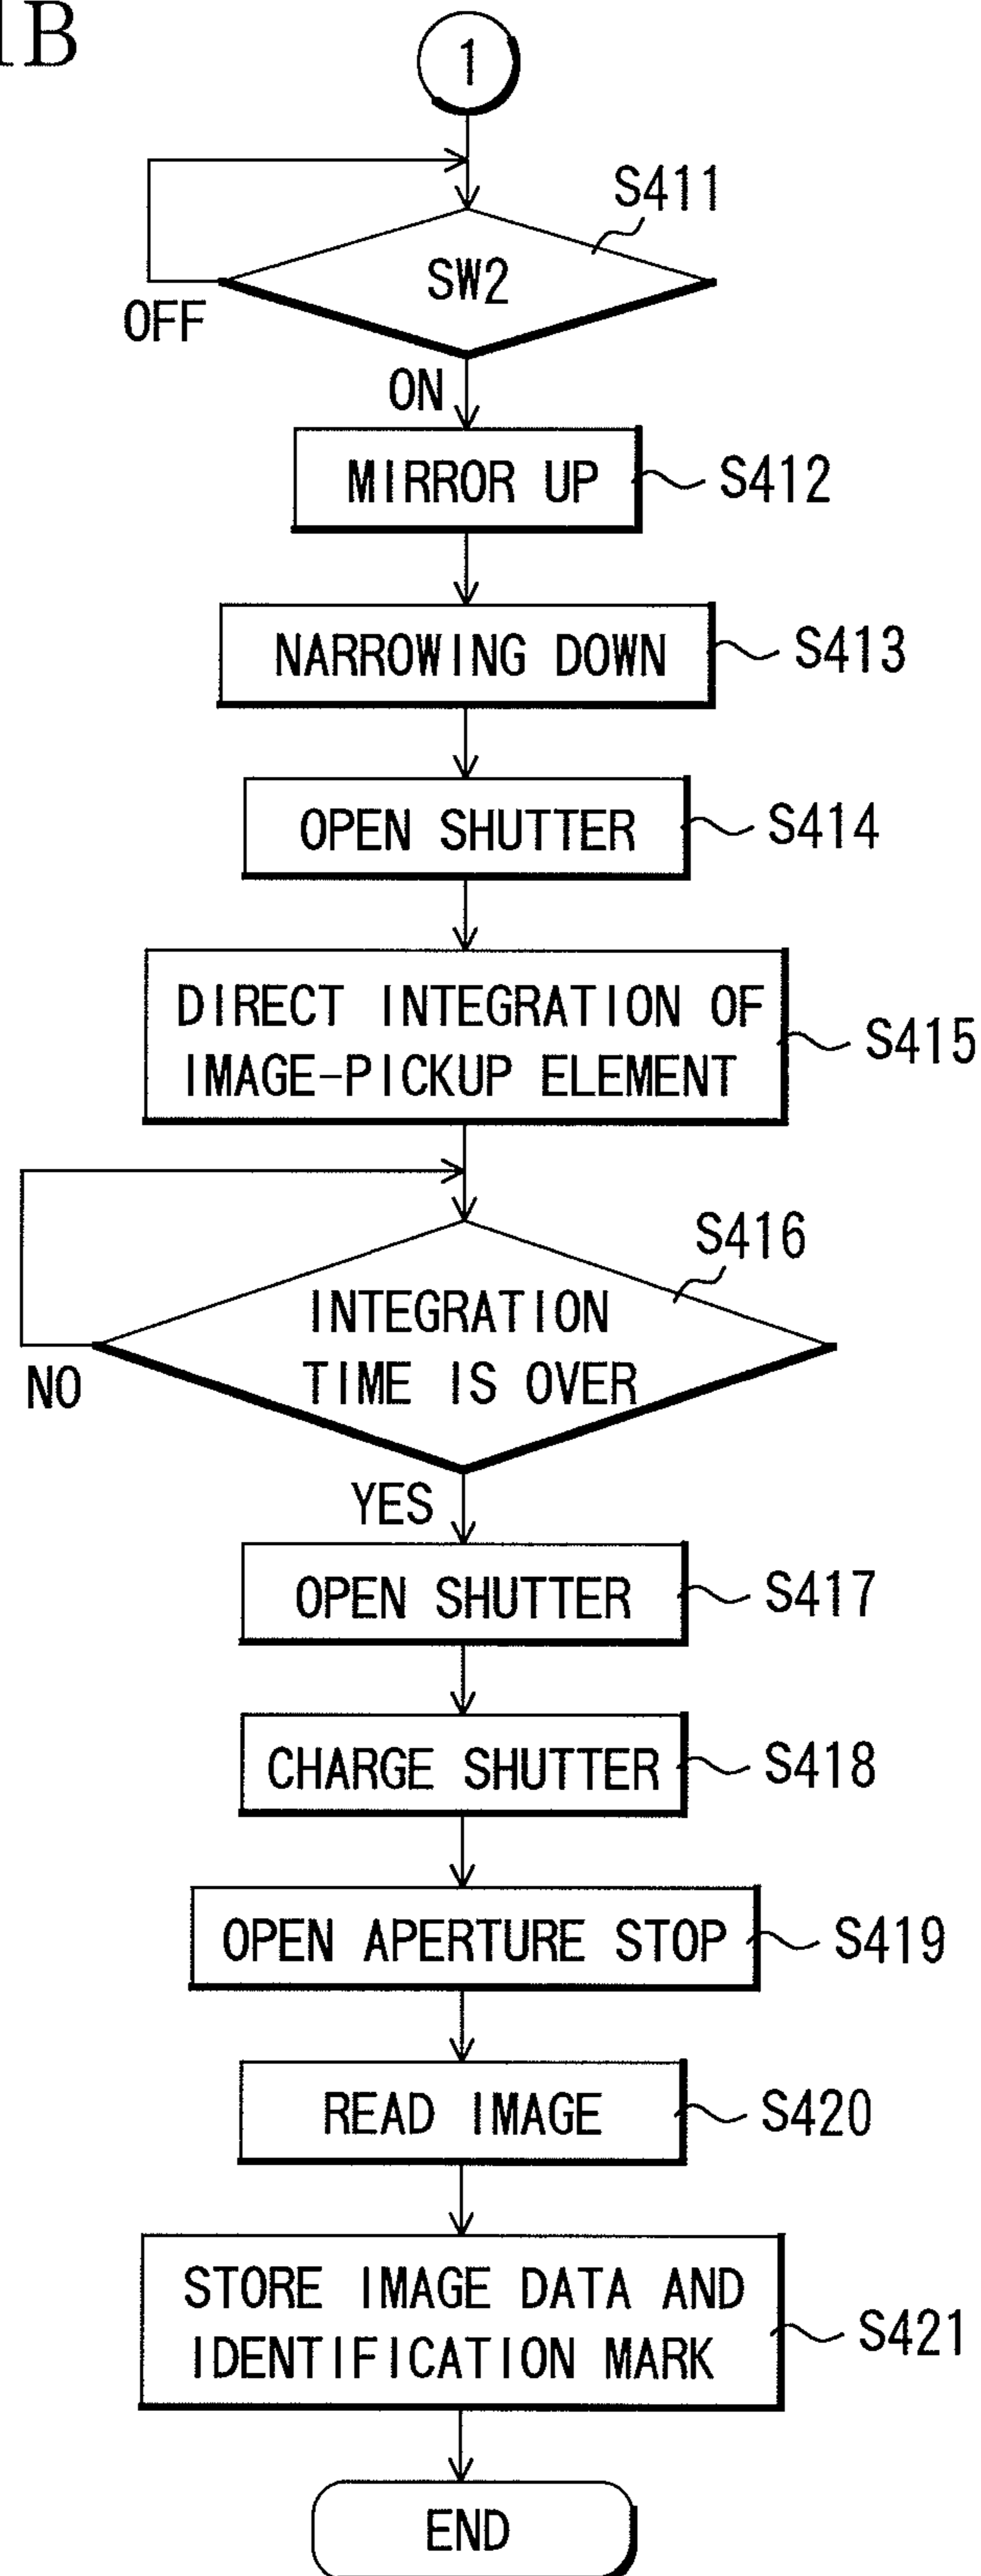 1B
1
S411
SW2
OFF
ON
MIRROR UP
S412
NARROWING DOWN
S413
OPEN SHUTTER
S414
DIRECT INTEGRATION OF
IMAGE-PICKUP ELEMENT
S415
S416
INTEGRATION
TIME IS OVER
NO
YES
OPEN SHUTTER
S417
CHARGE SHUTTER
S418
OPEN APERTURE STOP
S419
READ IMAGE
S420
STORE IMAGE DATA AND
IDENTIFICATION MARK
S421
END